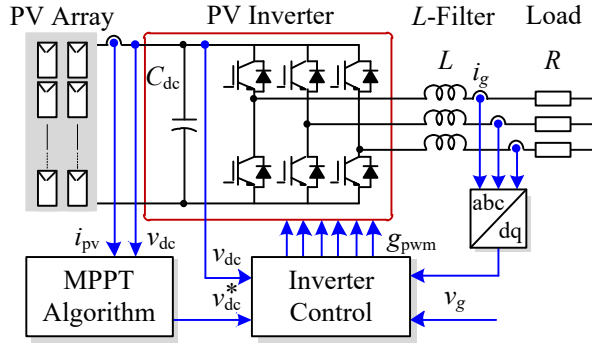 PV Array PV Inverter L-Filter Load
C_dc L i_g R
abc
dq
i_pv v_dc v_dc g_pwm
MPPT
Algorithm
v_dc*
Inverter
Control
v_g